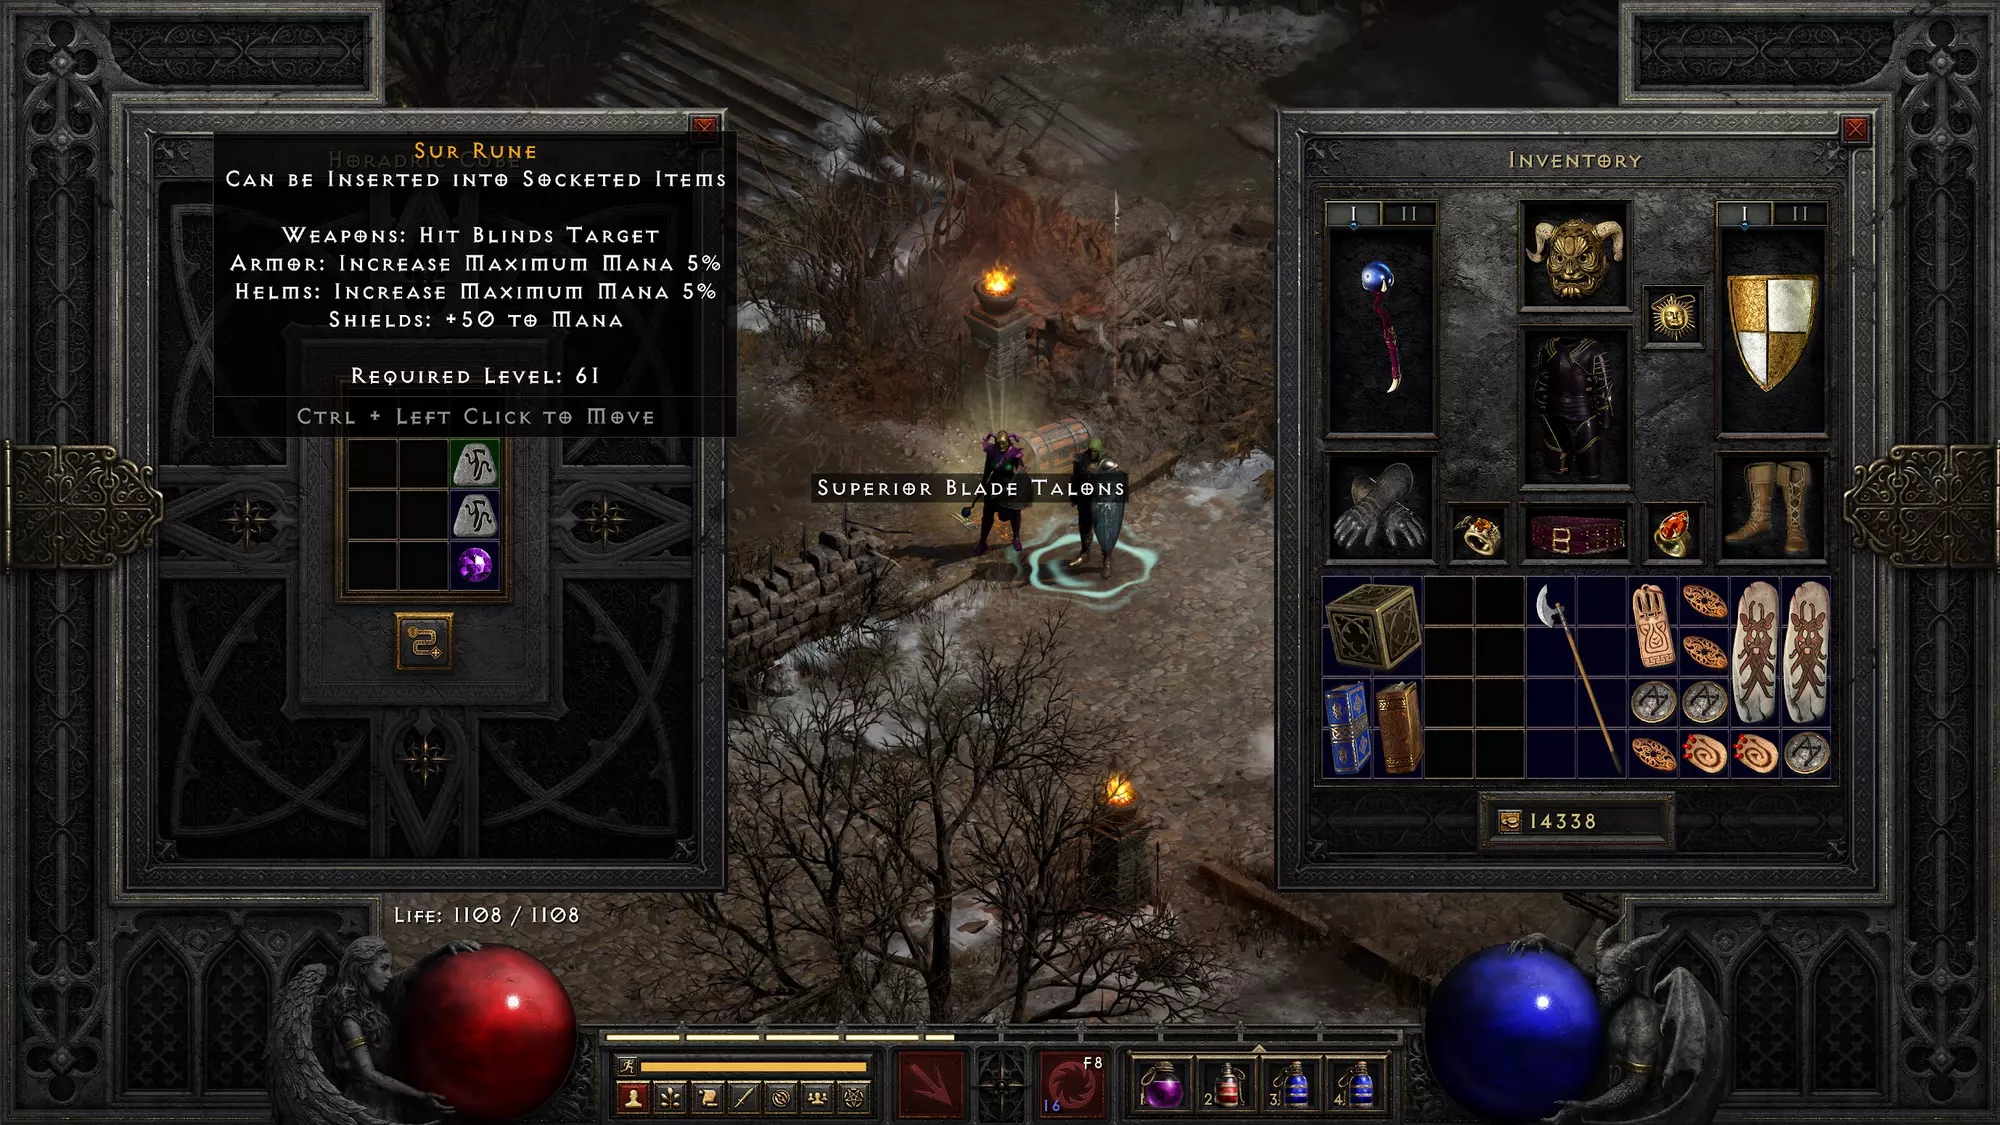 Horadric Cube
Sur Rune
Can be Inserted into Socketed Items
Weapons: Hit Blinds Target
Armor: Increase Maximum Mana 5%
Helms: Increase Maximum Mana 5%
Shields: +50 to Mana
Required Level: 61
Ctrl + Left Click to Move
Superior Blade Talons
Inventory
I II
I II
14338
Life: 1108 / 1108
F8
16
1 2 3 4